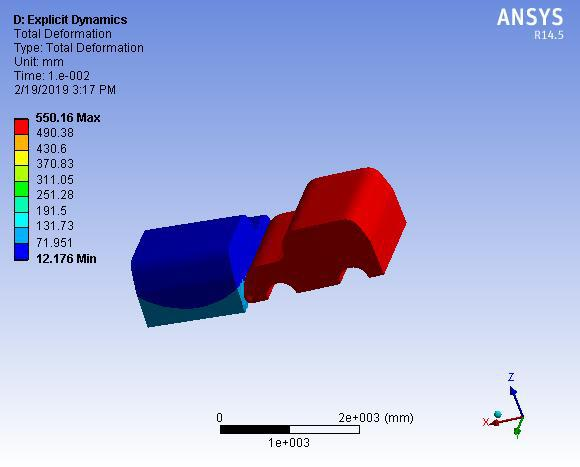 D: Explicit Dynamics
Total Deformation
Type: Total Deformation
Unit: mm
Time: 1.e-002
2/19/2019 3:17 PM
ANSYS
R14.5
550.16 Max
490.38
430.6
370.83
311.05
251.28
191.5
131.73
71.951
12.176 Min
0
2e+003 (mm)
1e+003
Z
X
Y